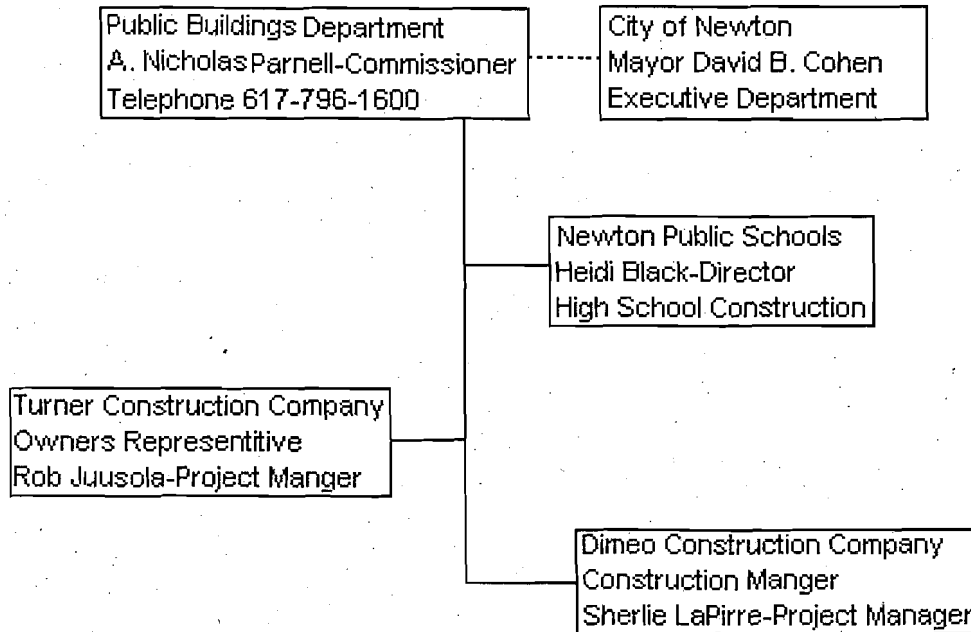 Public Buildings Department
A. Nicholas Parnell-Commissioner
Telephone 617-796-1600
City of Newton
Mayor David B. Cohen
Executive Department
Newton Public Schools
Heidi Black-Director
High School Construction
Turner Construction Company
Owners Representitive
Rob Juusola-Project Manger
Dimeo Construction Company
Construction Manger
Sherlie LaPirre-Project Manager